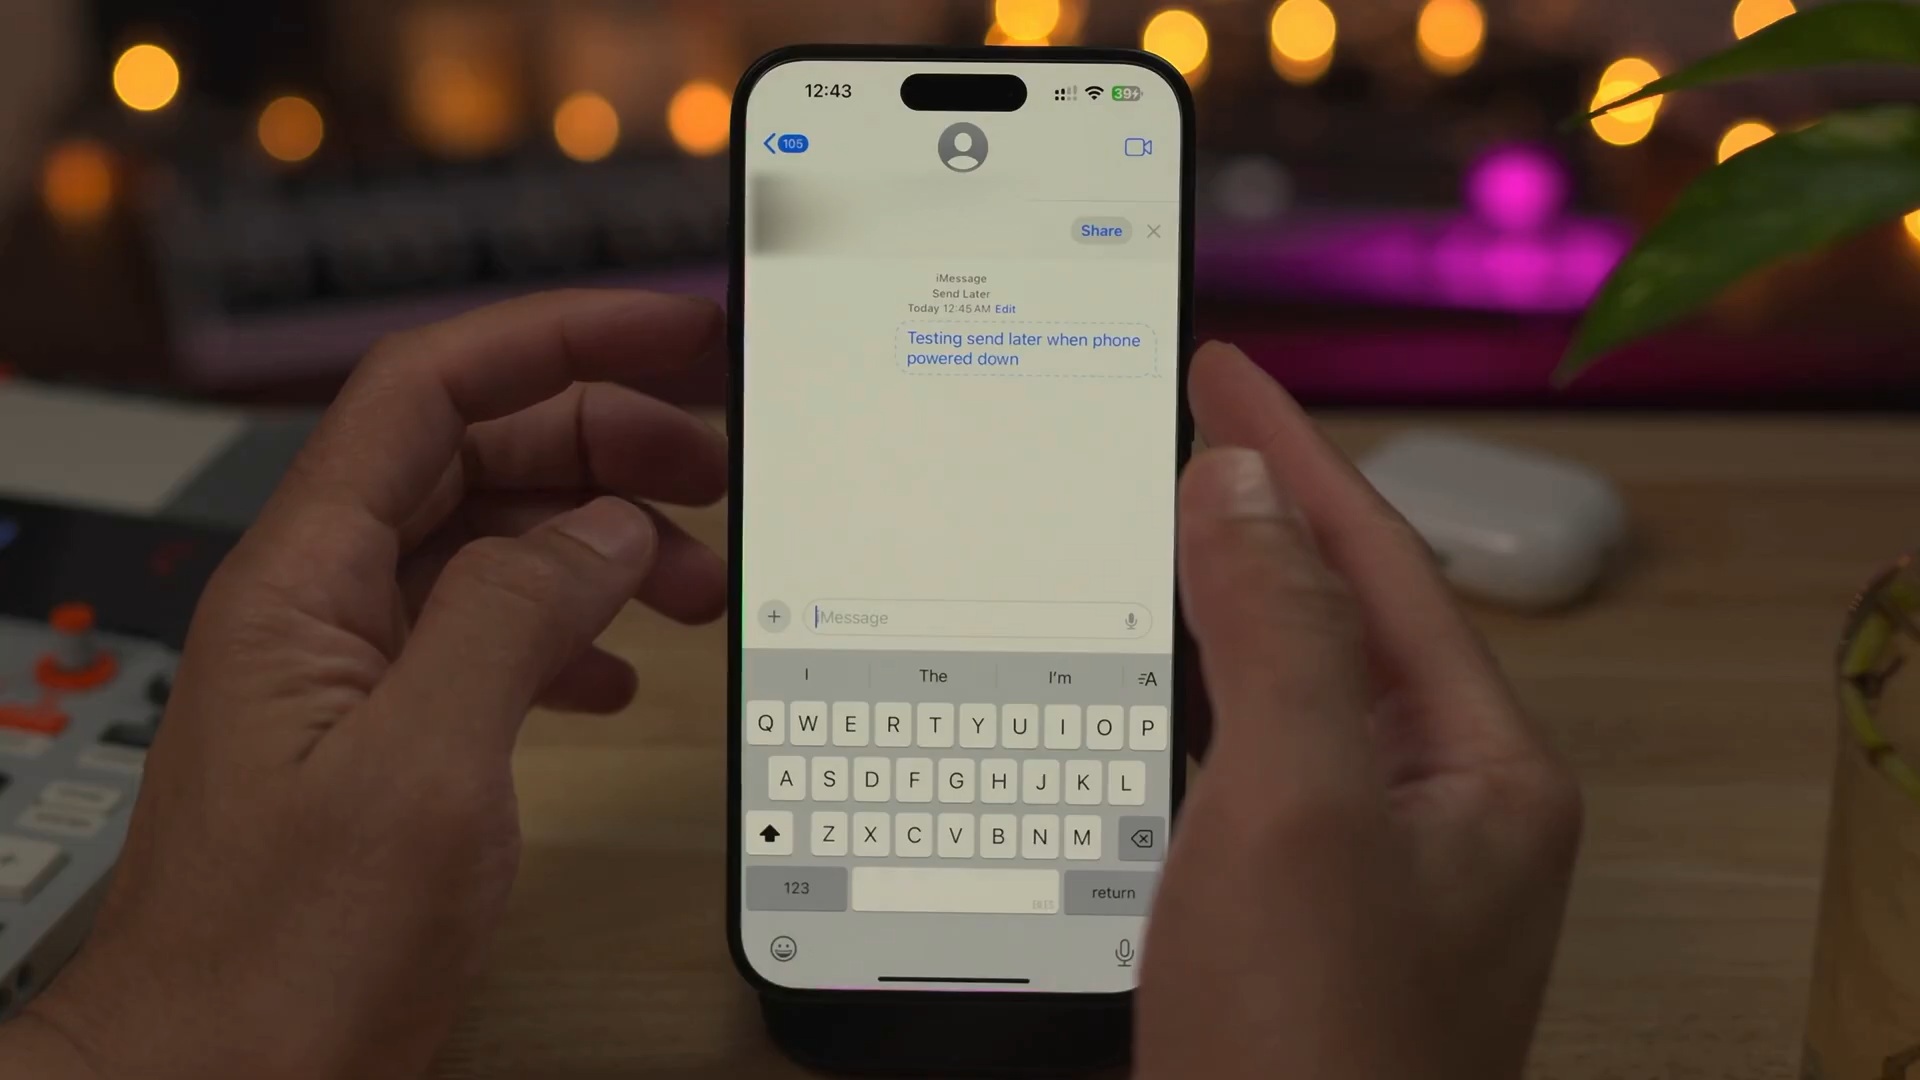 12:43
39
105
Share
iMessage
Send Later
Today 12:45 AM Edit
Testing send later when phone
powered down
iMessage
I The I'm A
Q W E R T Y U I O P
A S D F G H J K L
Z X C V B N M
123 return